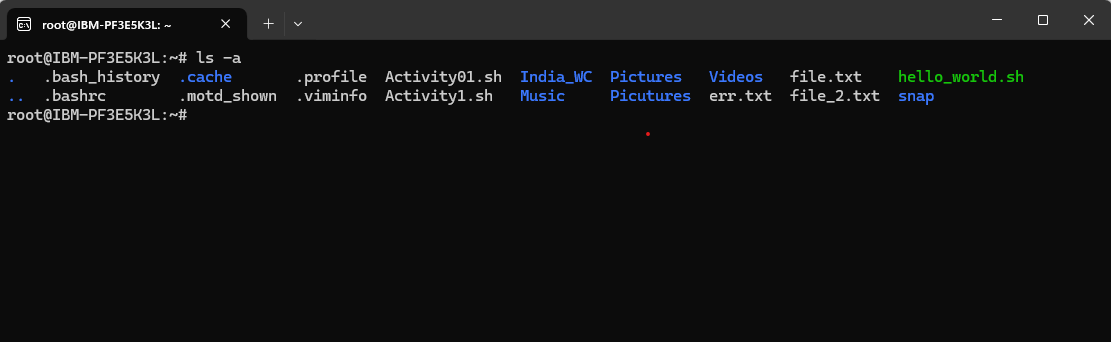 root@IBM-PF3E5K3L: ~
root@IBM-PF3E5K3L:~# ls -a
. .bash_history .cache .profile Activity01.sh India_WC Pictures Videos file.txt hello_world.sh
.. .bashrc .motd_shown .viminfo Activity1.sh Music Picutures err.txt file_2.txt snap
root@IBM-PF3E5K3L:~#